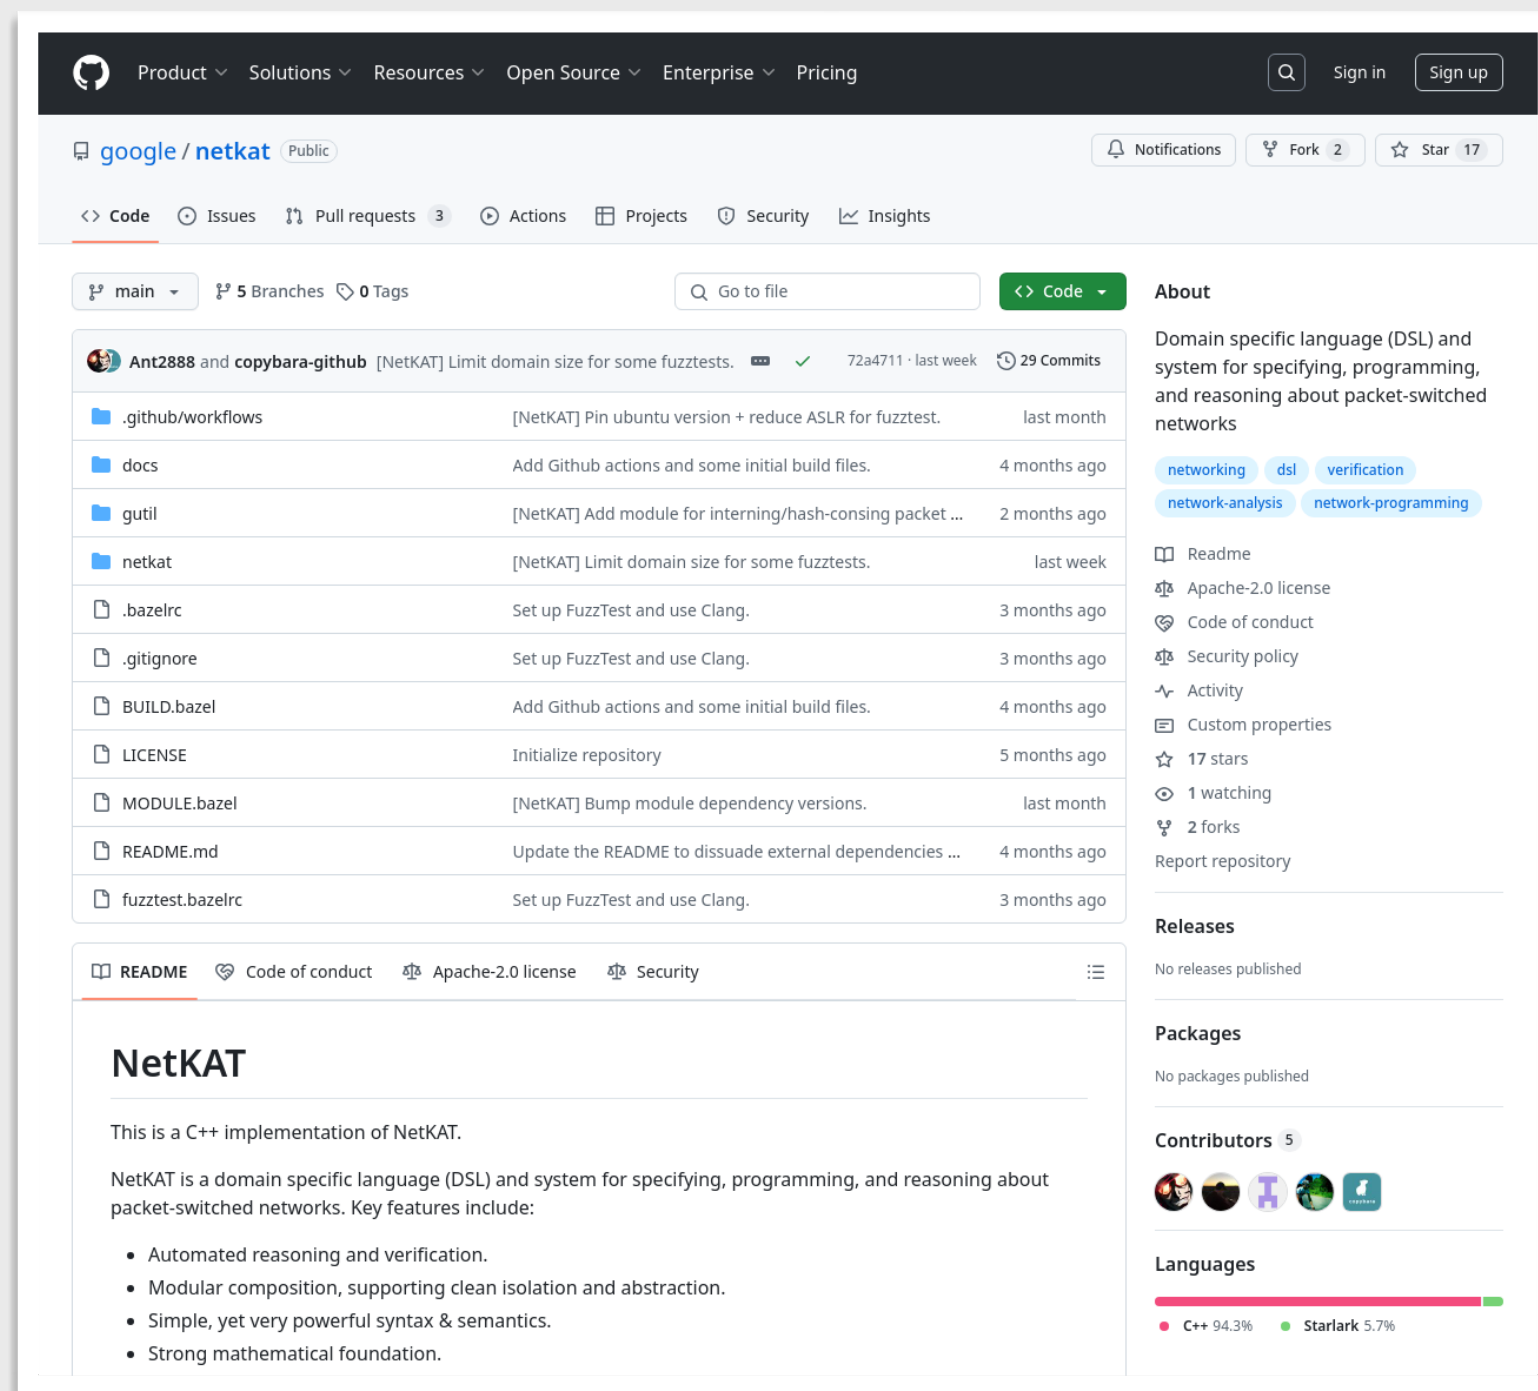 Product Solutions Resources Open Source Enterprise Pricing Sign in Sign up
google / netkat Public Notifications Fork 2 Star 17
Code Issues Pull requests 3 Actions Projects Security Insights
main 5 Branches 0 Tags Go to file Code
Ant2888 and copybara-github [NetKAT] Limit domain size for some fuzztests. 72a4711 · last week 29 Commits
.github/workflows [NetKAT] Pin ubuntu version + reduce ASLR for fuzztest. last month
docs Add Github actions and some initial build files. 4 months ago
gutil [NetKAT] Add module for interning/hash-consing packet ... 2 months ago
netkat [NetKAT] Limit domain size for some fuzztests. last week
.bazelrc Set up FuzzTest and use Clang. 3 months ago
.gitignore Set up FuzzTest and use Clang. 3 months ago
BUILD.bazel Add Github actions and some initial build files. 4 months ago
LICENSE Initialize repository 5 months ago
MODULE.bazel [NetKAT] Bump module dependency versions. last month
README.md Update the README to dissuade external dependencies ... 4 months ago
fuzztest.bazelrc Set up FuzzTest and use Clang. 3 months ago
README Code of conduct Apache-2.0 license Security
NetKAT
This is a C++ implementation of NetKAT.
NetKAT is a domain specific language (DSL) and system for specifying, programming, and reasoning about
packet-switched networks. Key features include:
• Automated reasoning and verification.
• Modular composition, supporting clean isolation and abstraction.
• Simple, yet very powerful syntax & semantics.
• Strong mathematical foundation.
About
Domain specific language (DSL) and
system for specifying, programming,
and reasoning about packet-switched
networks
networking dsl verification
network-analysis network-programming
Readme
Apache-2.0 license
Code of conduct
Security policy
Activity
Custom properties
17 stars
1 watching
2 forks
Report repository
Releases
No releases published
Packages
No packages published
Contributors 5
copybara
Languages
C++ 94.3% Starlark 5.7%